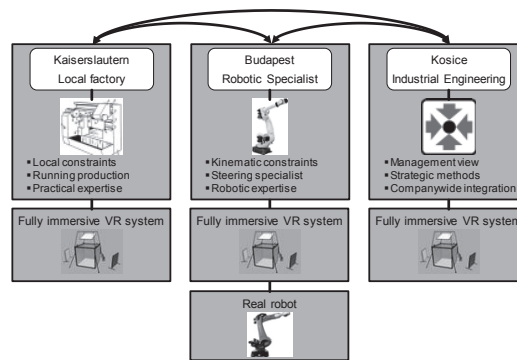 Kaiserslautern
Local factory
▪ Local constraints
▪ Running production
▪ Practical expertise
Fully immersive VR system
Budapest
Robotic Specialist
▪ Kinematic constraints
▪ Steering specialist
▪ Robotic expertise
Fully immersive VR system
Real robot
Kosice
Industrial Engineering
▪ Management view
▪ Strategic methods
▪ Companywide integration
Fully immersive VR system